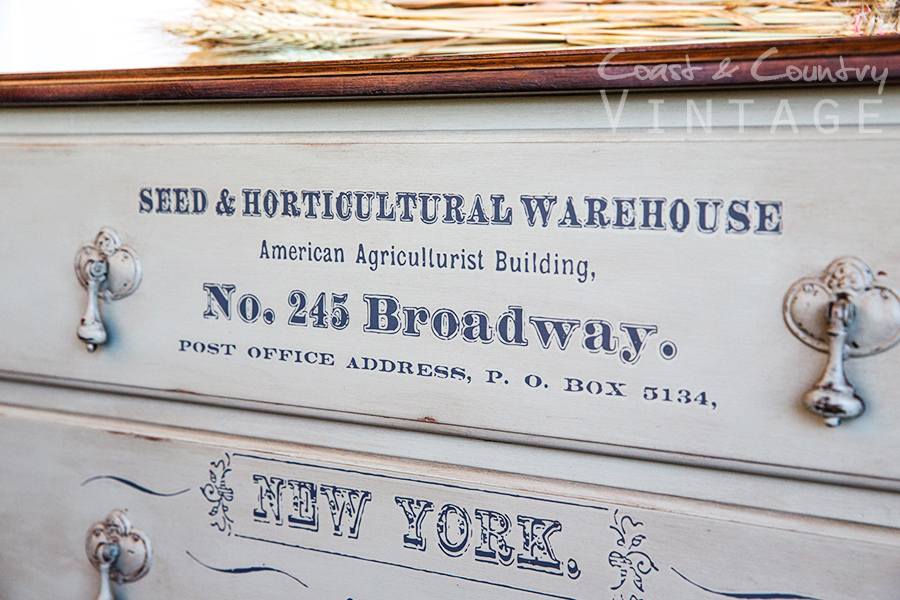 Coast & Country
VINTAGE
SEED & HORTICULTURAL WAREHOUSE
American Agriculturist Building,
No. 245 Broadway.
POST OFFICE ADDRESS, P. O. BOX 5134,
NEW YORK.